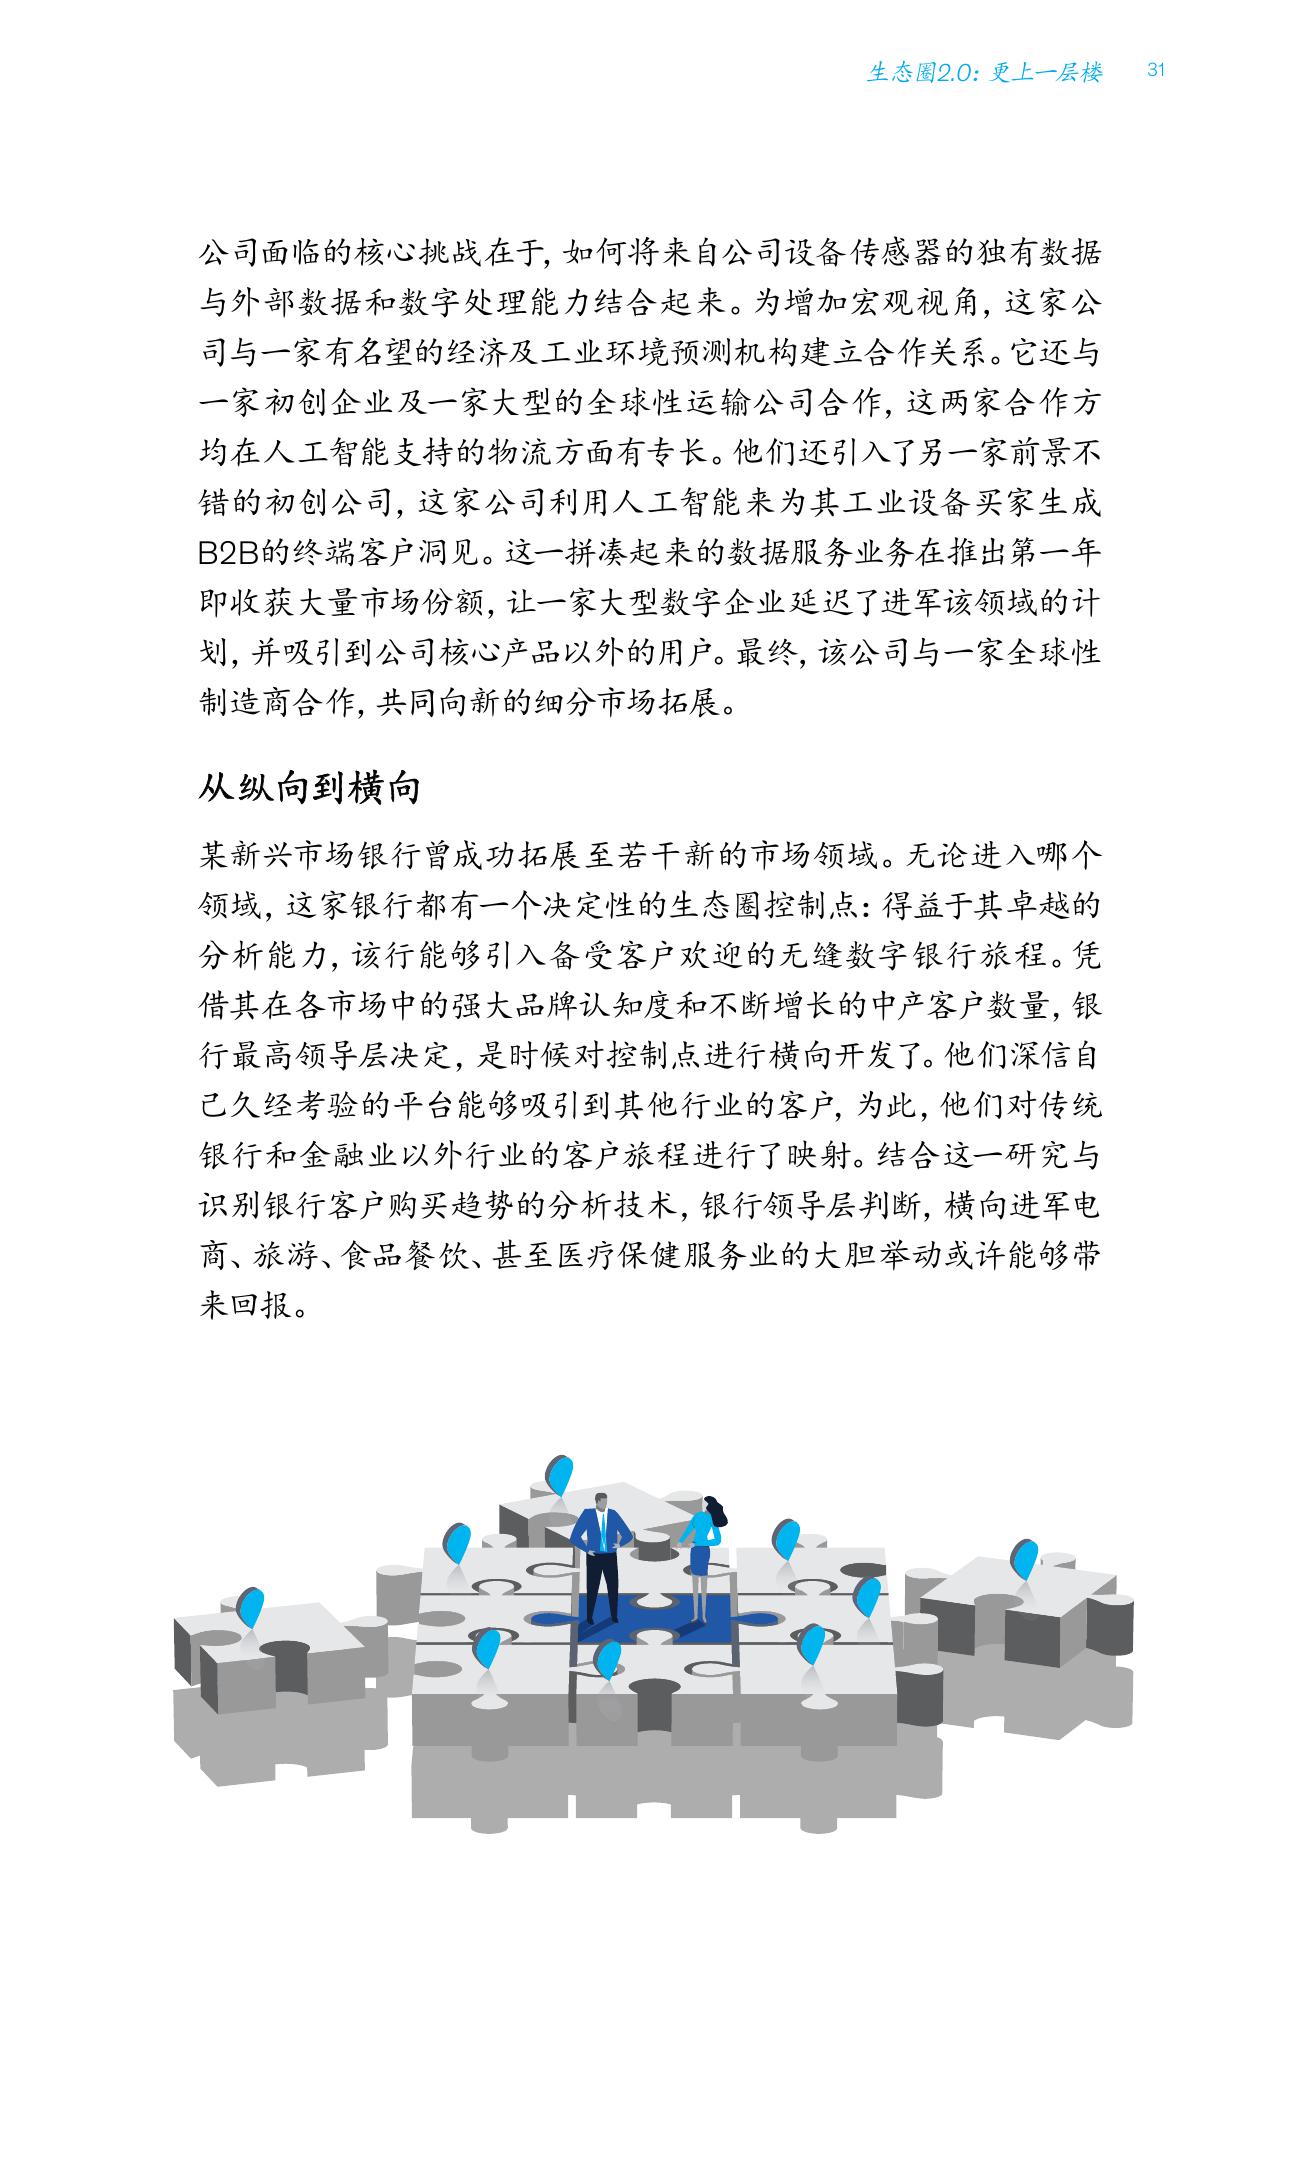 生态圈2.0：更上一层楼 31
公司面临的核心挑战在于，如何将来自公司设备传感器的独有数据
与外部数据和数字处理能力结合起来。为增加宏观视角，这家公
司与一家有名望的经济及工业环境预测机构建立合作关系。它还与
一家初创企业及一家大型的全球性运输公司合作，这两家合作方
均在人工智能支持的物流方面有专长。他们还引入了另一家前景不
错的初创公司，这家公司利用人工智能来为其工业设备买家生成
B2B的终端客户洞见。这一拼凑起来的数据服务业务在推出第一年
即收获大量市场份额，让一家大型数字企业延迟了进军该领域的计
划，并吸引到公司核心产品以外的用户。最终，该公司与一家全球性
制造商合作，共同向新的细分市场拓展。
从纵向到横向
某新兴市场银行曾成功拓展至若干新的市场领域。无论进入哪个
领域，这家银行都有一个决定性的生态圈控制点：得益于其卓越的
分析能力，该行能够引入备受客户欢迎的无缝数字银行旅程。凭
借其在各市场中的强大品牌认知度和不断增长的中产客户数量，银
行最高领导层决定，是时候对控制点进行横向开发了。他们深信自
己久经考验的平台能够吸引到其他行业的客户，为此，他们对传统
银行和金融业以外行业的客户旅程进行了映射。结合这一研究与
识别银行客户购买趋势的分析技术，银行领导层判断，横向进军电
商、旅游、食品餐饮、甚至医疗保健服务业的大胆举动或许能够带
来回报。